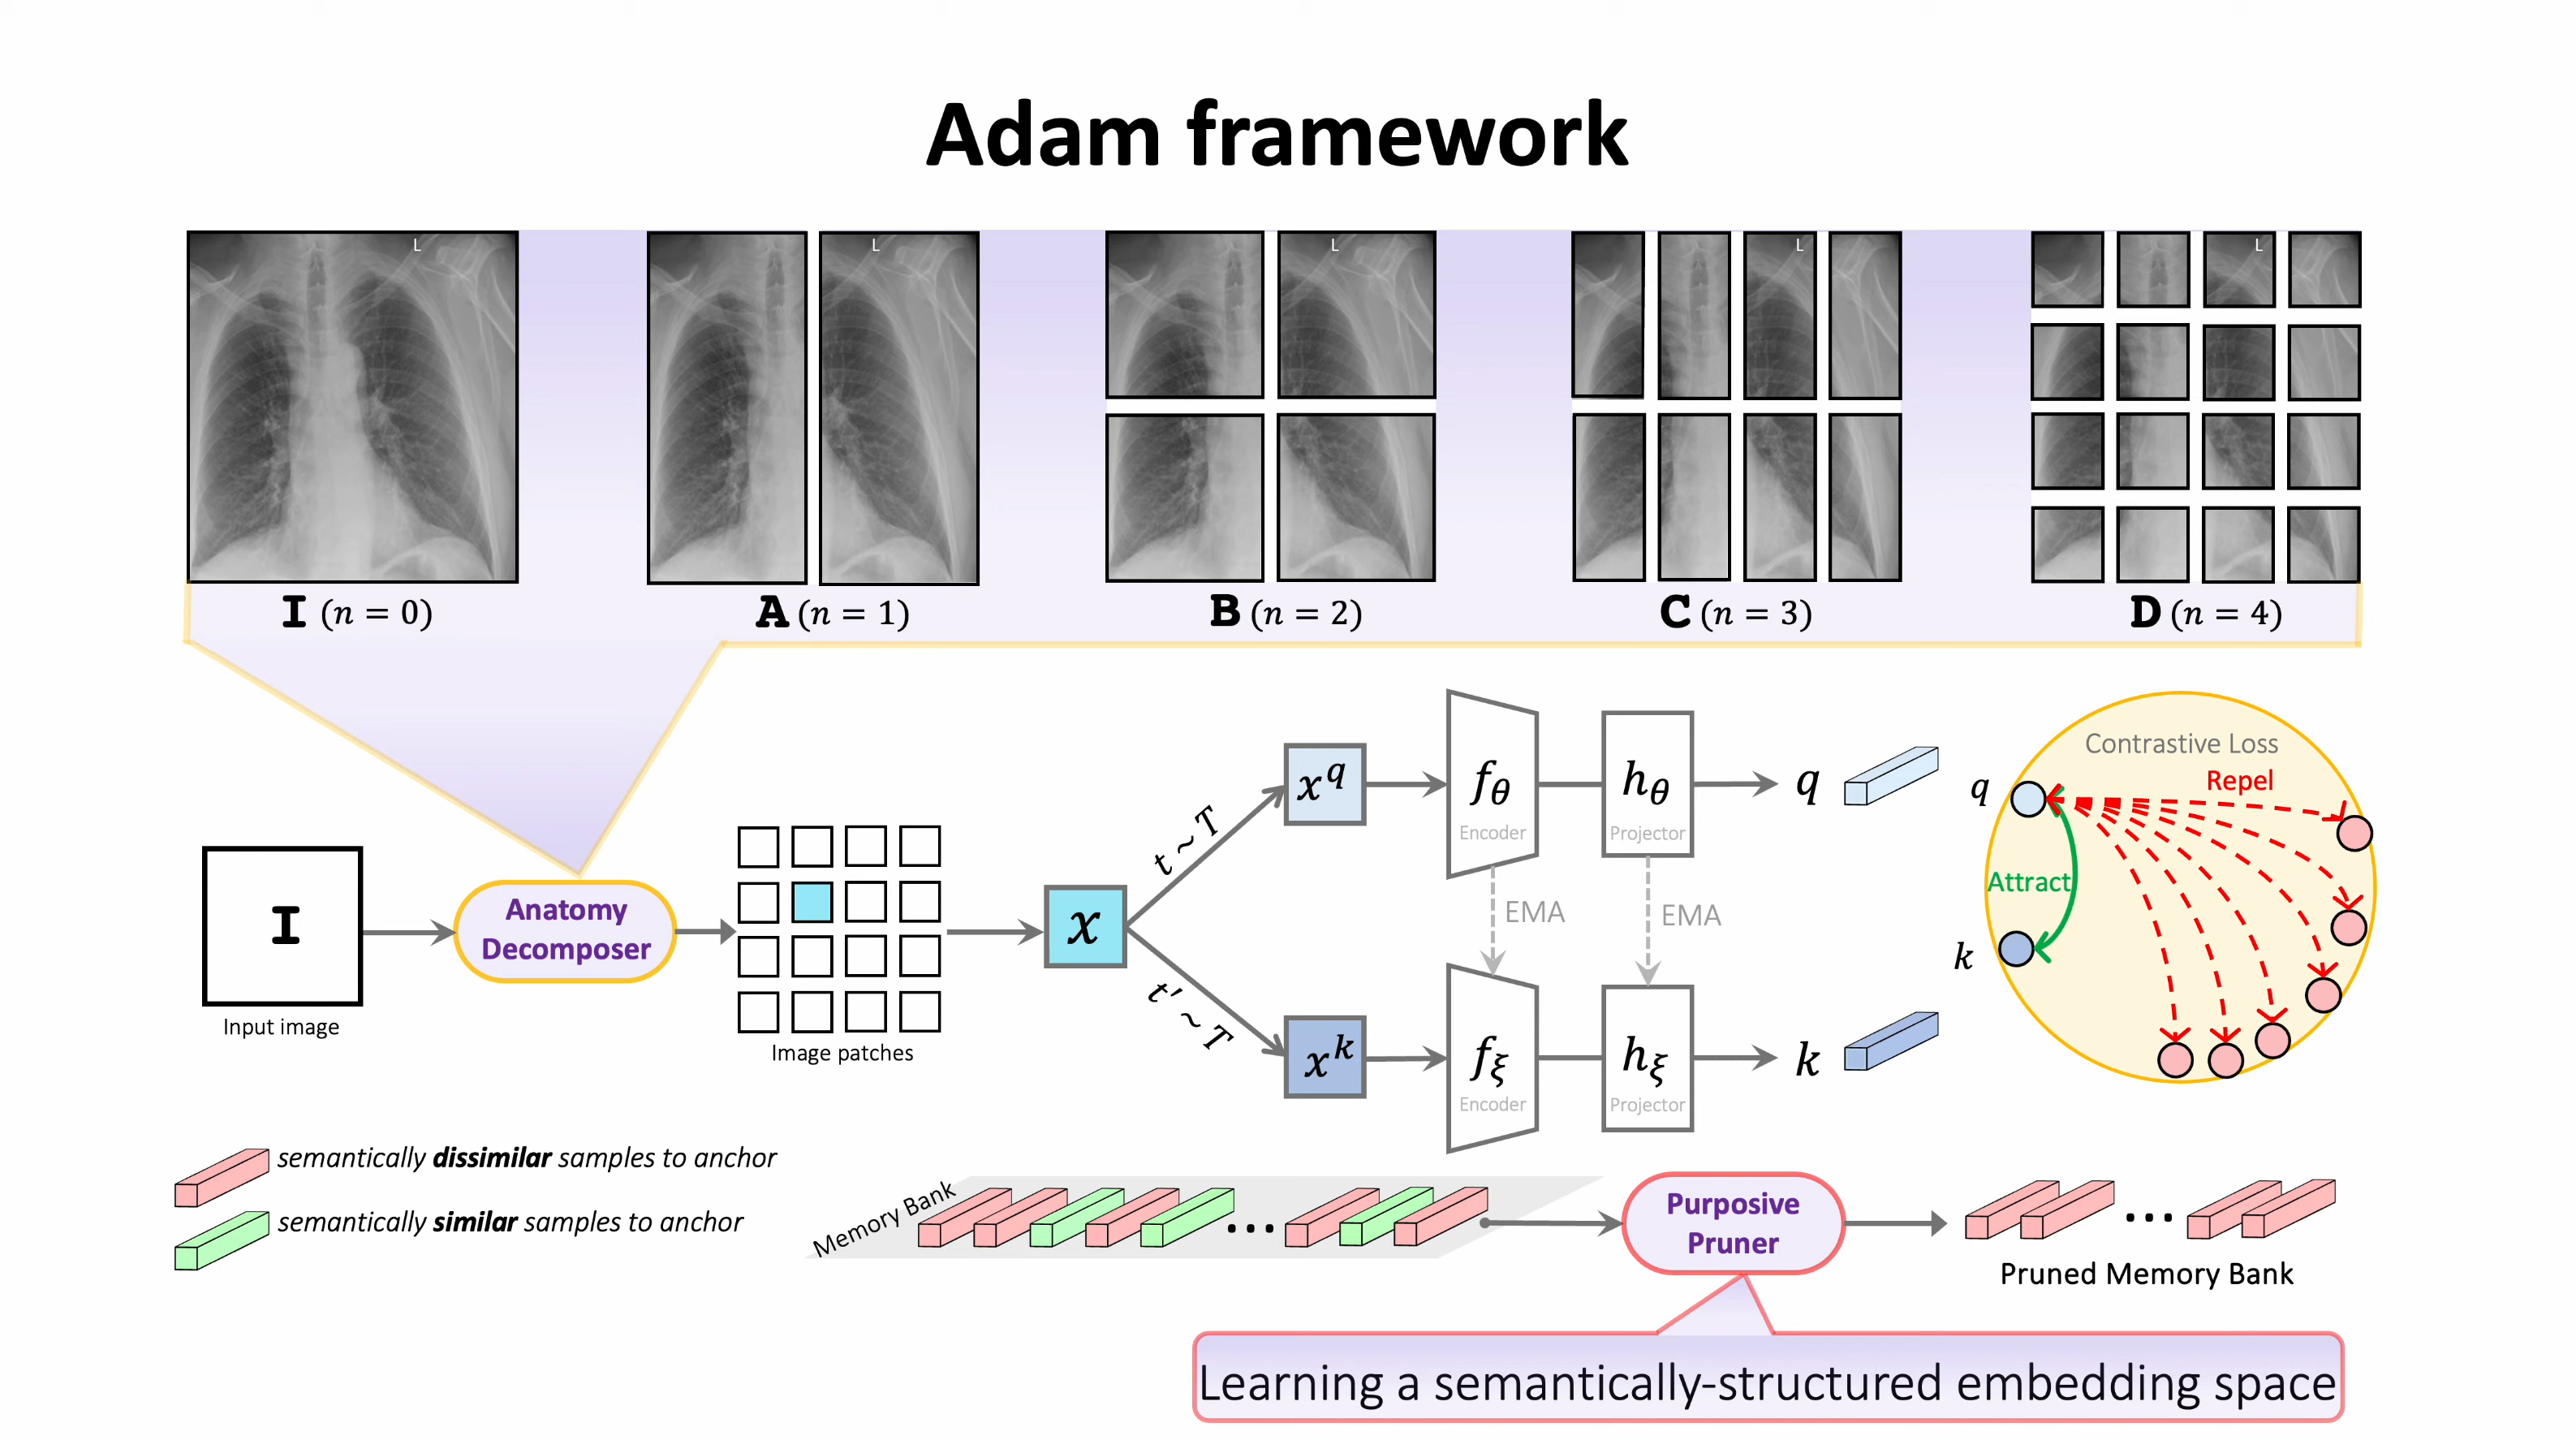 Adam framework
L
L
L
L
L
I (n = 0)
A (n = 1)
B (n = 2)
C (n = 3)
D (n = 4)
I
Input image
Anatomy
Decomposer
Image patches
x
t ~ T
t′ ~ T
x^q
f_θ
Encoder
h_θ
Projector
q
EMA
EMA
x^k
f_ξ
Encoder
h_ξ
Projector
k
Contrastive Loss
Repel
q
Attract
k
semantically dissimilar samples to anchor
semantically similar samples to anchor
Memory Bank
...
Purposive
Pruner
...
Pruned Memory Bank
Learning a semantically-structured embedding space